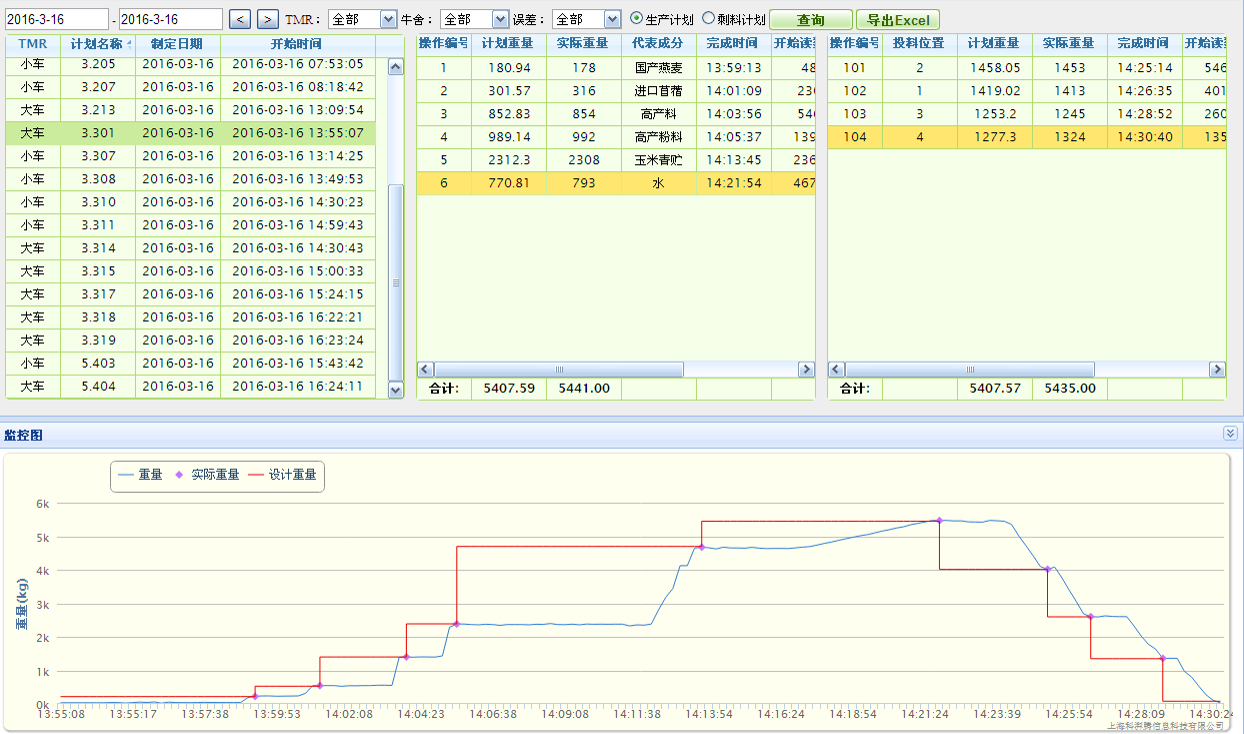 2016-3-16 - 2016-3-16 < > TMR： 全部 牛舍： 全部 误差： 全部 生产计划 剩料计划 查询 导出Excel
TMR 计划名称 制定日期 开始时间
小车 3.205 2016-03-16 2016-03-16 07:53:05
小车 3.207 2016-03-16 2016-03-16 08:18:42
大车 3.213 2016-03-16 2016-03-16 13:09:54
大车 3.301 2016-03-16 2016-03-16 13:55:07
小车 3.307 2016-03-16 2016-03-16 13:14:25
小车 3.308 2016-03-16 2016-03-16 13:49:53
小车 3.310 2016-03-16 2016-03-16 14:30:23
小车 3.311 2016-03-16 2016-03-16 14:59:43
大车 3.314 2016-03-16 2016-03-16 14:30:43
大车 3.315 2016-03-16 2016-03-16 15:00:33
大车 3.317 2016-03-16 2016-03-16 15:24:15
大车 3.318 2016-03-16 2016-03-16 16:22:21
大车 3.319 2016-03-16 2016-03-16 16:23:24
小车 5.403 2016-03-16 2016-03-16 15:43:42
大车 5.404 2016-03-16 2016-03-16 16:24:11
操作编号 计划重量 实际重量 代表成分 完成时间 开始读
1 180.94 178 国产燕麦 13:59:13 48
2 301.57 316 进口苜蓿 14:01:09 23
3 852.83 854 高产料 14:03:56 54
4 989.14 992 高产粉料 14:05:37 139
5 2312.3 2308 玉米青贮 14:13:45 236
6 770.81 793 水 14:21:54 467
合计: 5407.59 5441.00
操作编号 投料位置 计划重量 实际重量 完成时间 开始读
101 2 1458.05 1453 14:25:14 546
102 1 1419.02 1413 14:26:35 401
103 3 1253.2 1245 14:28:52 260
104 4 1277.3 1324 14:30:40 135
合计: 5407.57 5435.00
监控图
重量 实际重量 设计重量
重量(kg)
6k
5k
4k
3k
2k
1k
0k
13:55:08 13:55:17 13:57:38 13:59:53 14:02:08 14:04:23 14:06:38 14:09:08 14:11:38 14:13:54 14:16:24 14:18:54 14:21:24 14:23:39 14:25:54 14:28:09 14:30:24
上海科湃腾信息科技有限公司